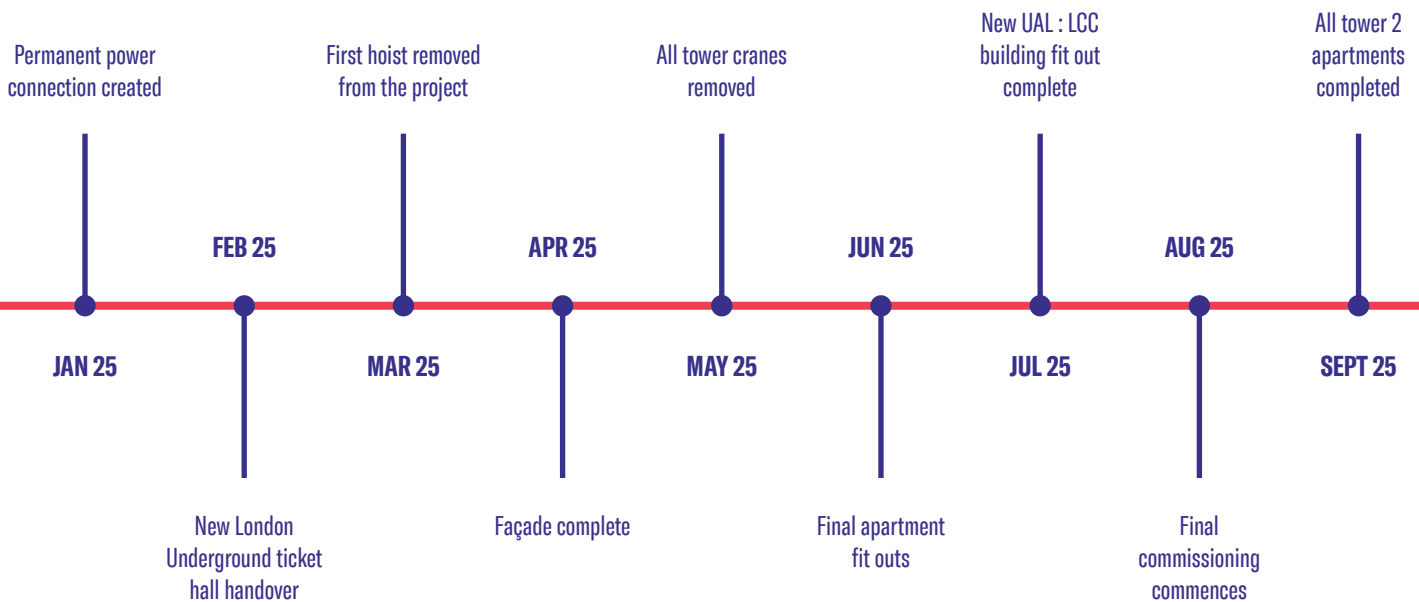 Permanent power
connection created
JAN 25
FEB 25
New London
Underground ticket
hall handover
First hoist removed
from the project
MAR 25
APR 25
Façade complete
All tower cranes
removed
MAY 25
JUN 25
Final apartment
fit outs
New UAL : LCC
building fit out
complete
JUL 25
AUG 25
Final
commissioning
commences
All tower 2
apartments
completed
SEPT 25